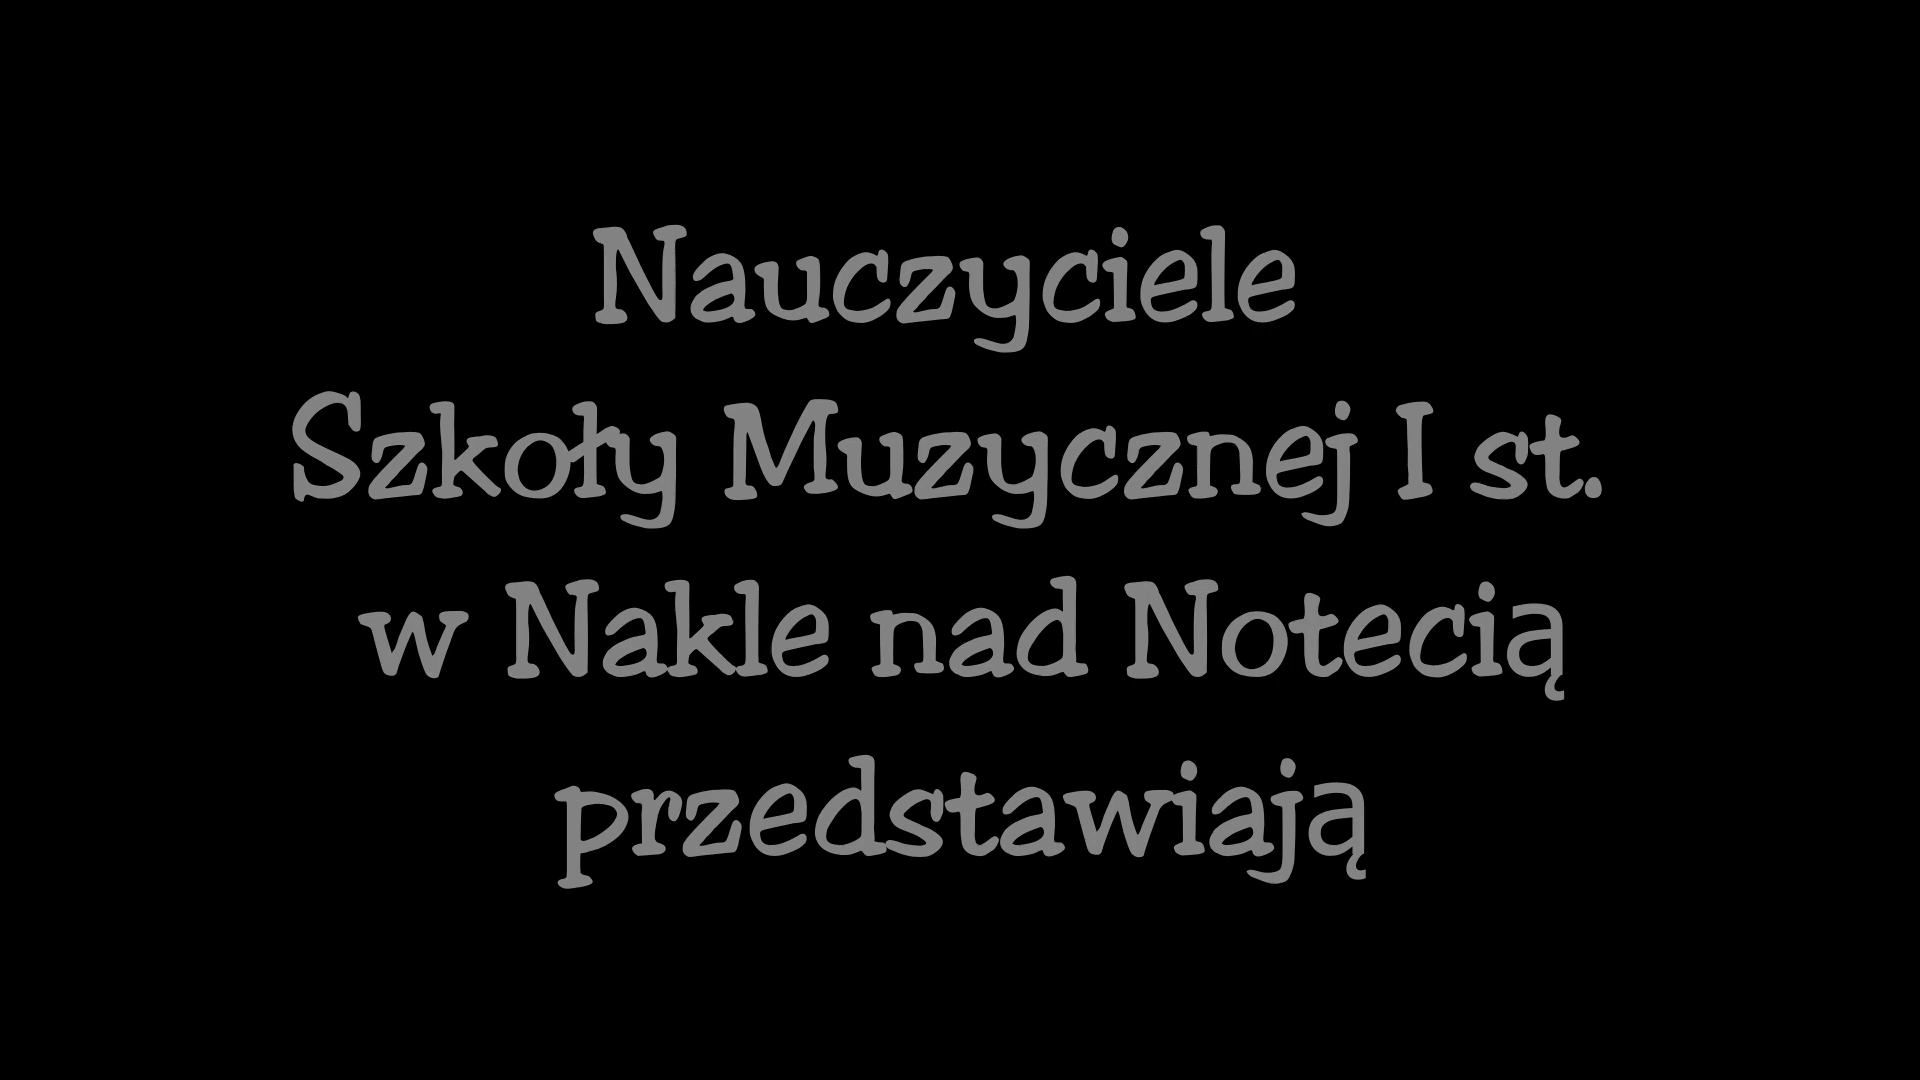 Nauczyciele
Szkoły Muzycznej I st.
w Nakle nad Notecią
przedstawiają